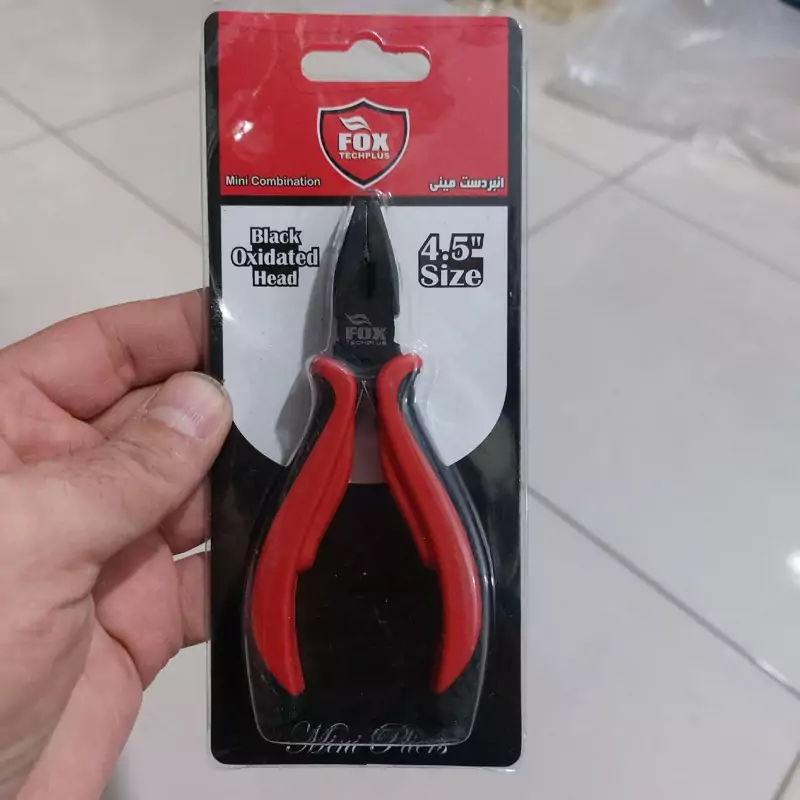 FOX
TECHPLUS
Mini Combination
انبردست مینی
Black
Oxidated
Head
4.5"
Size
FOX
TECHPLUS
Mini Pliers